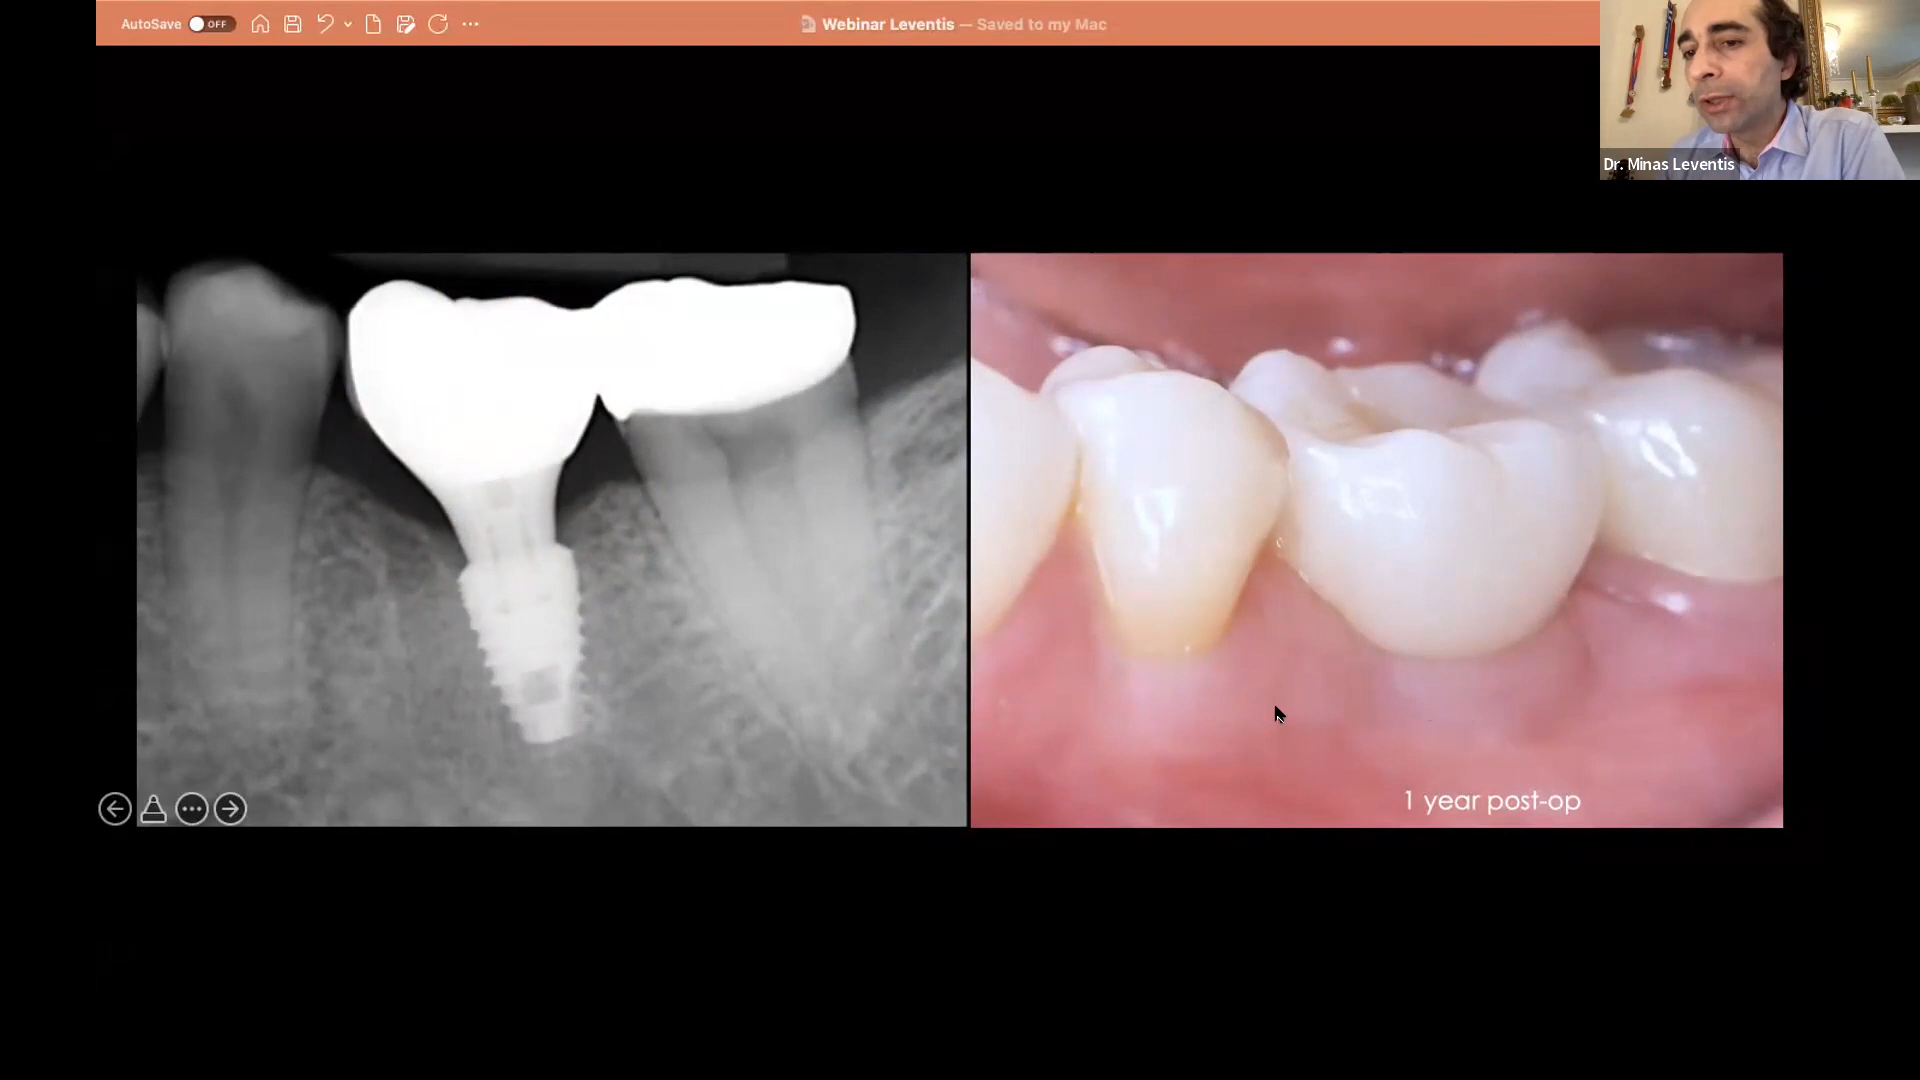 AutoSave OFF
Webinar Leventis — Saved to my Mac
Dr. Minas Leventis
1 year post-op